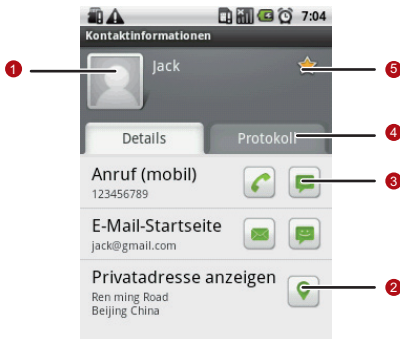 7:04
Kontaktinformationen
1
Jack
5
Details
Protokoll
4
Anruf (mobil)
123456789
3
E-Mail-Startseite
jack@gmail.com
Privatadresse anzeigen
Ren ming Road
Beijing China
2